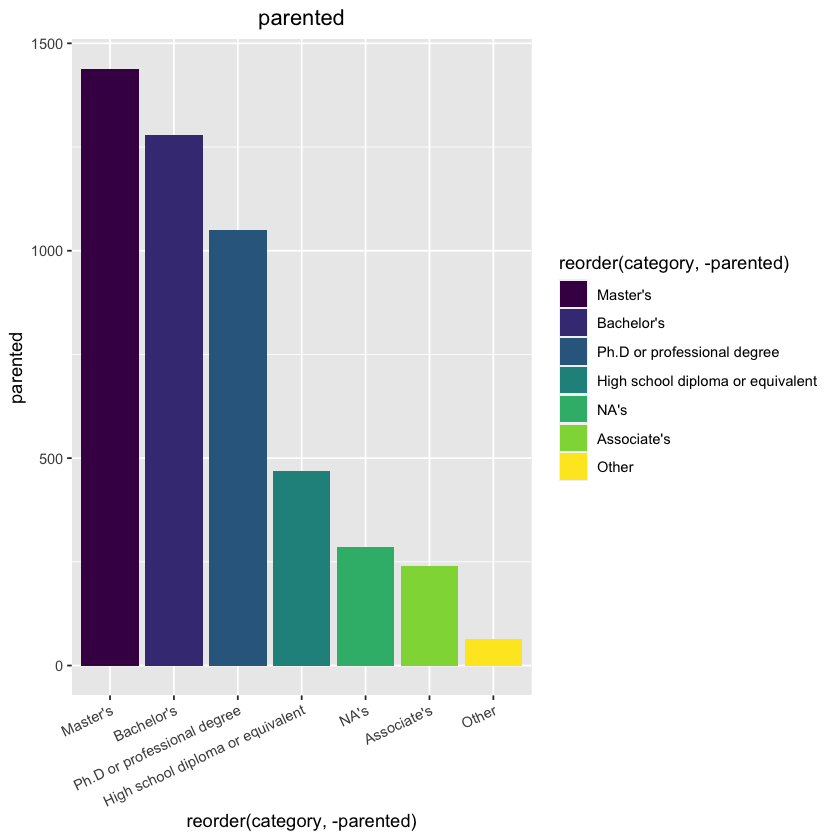 parented
1500
1000
500
0
parented
Master's
Bachelor's
Ph.D or professional degree
High school diploma or equivalent
NA's
Associate's
Other
reorder(category, -parented)
reorder(category, -parented)
Master's
Bachelor's
Ph.D or professional degree
High school diploma or equivalent
NA's
Associate's
Other